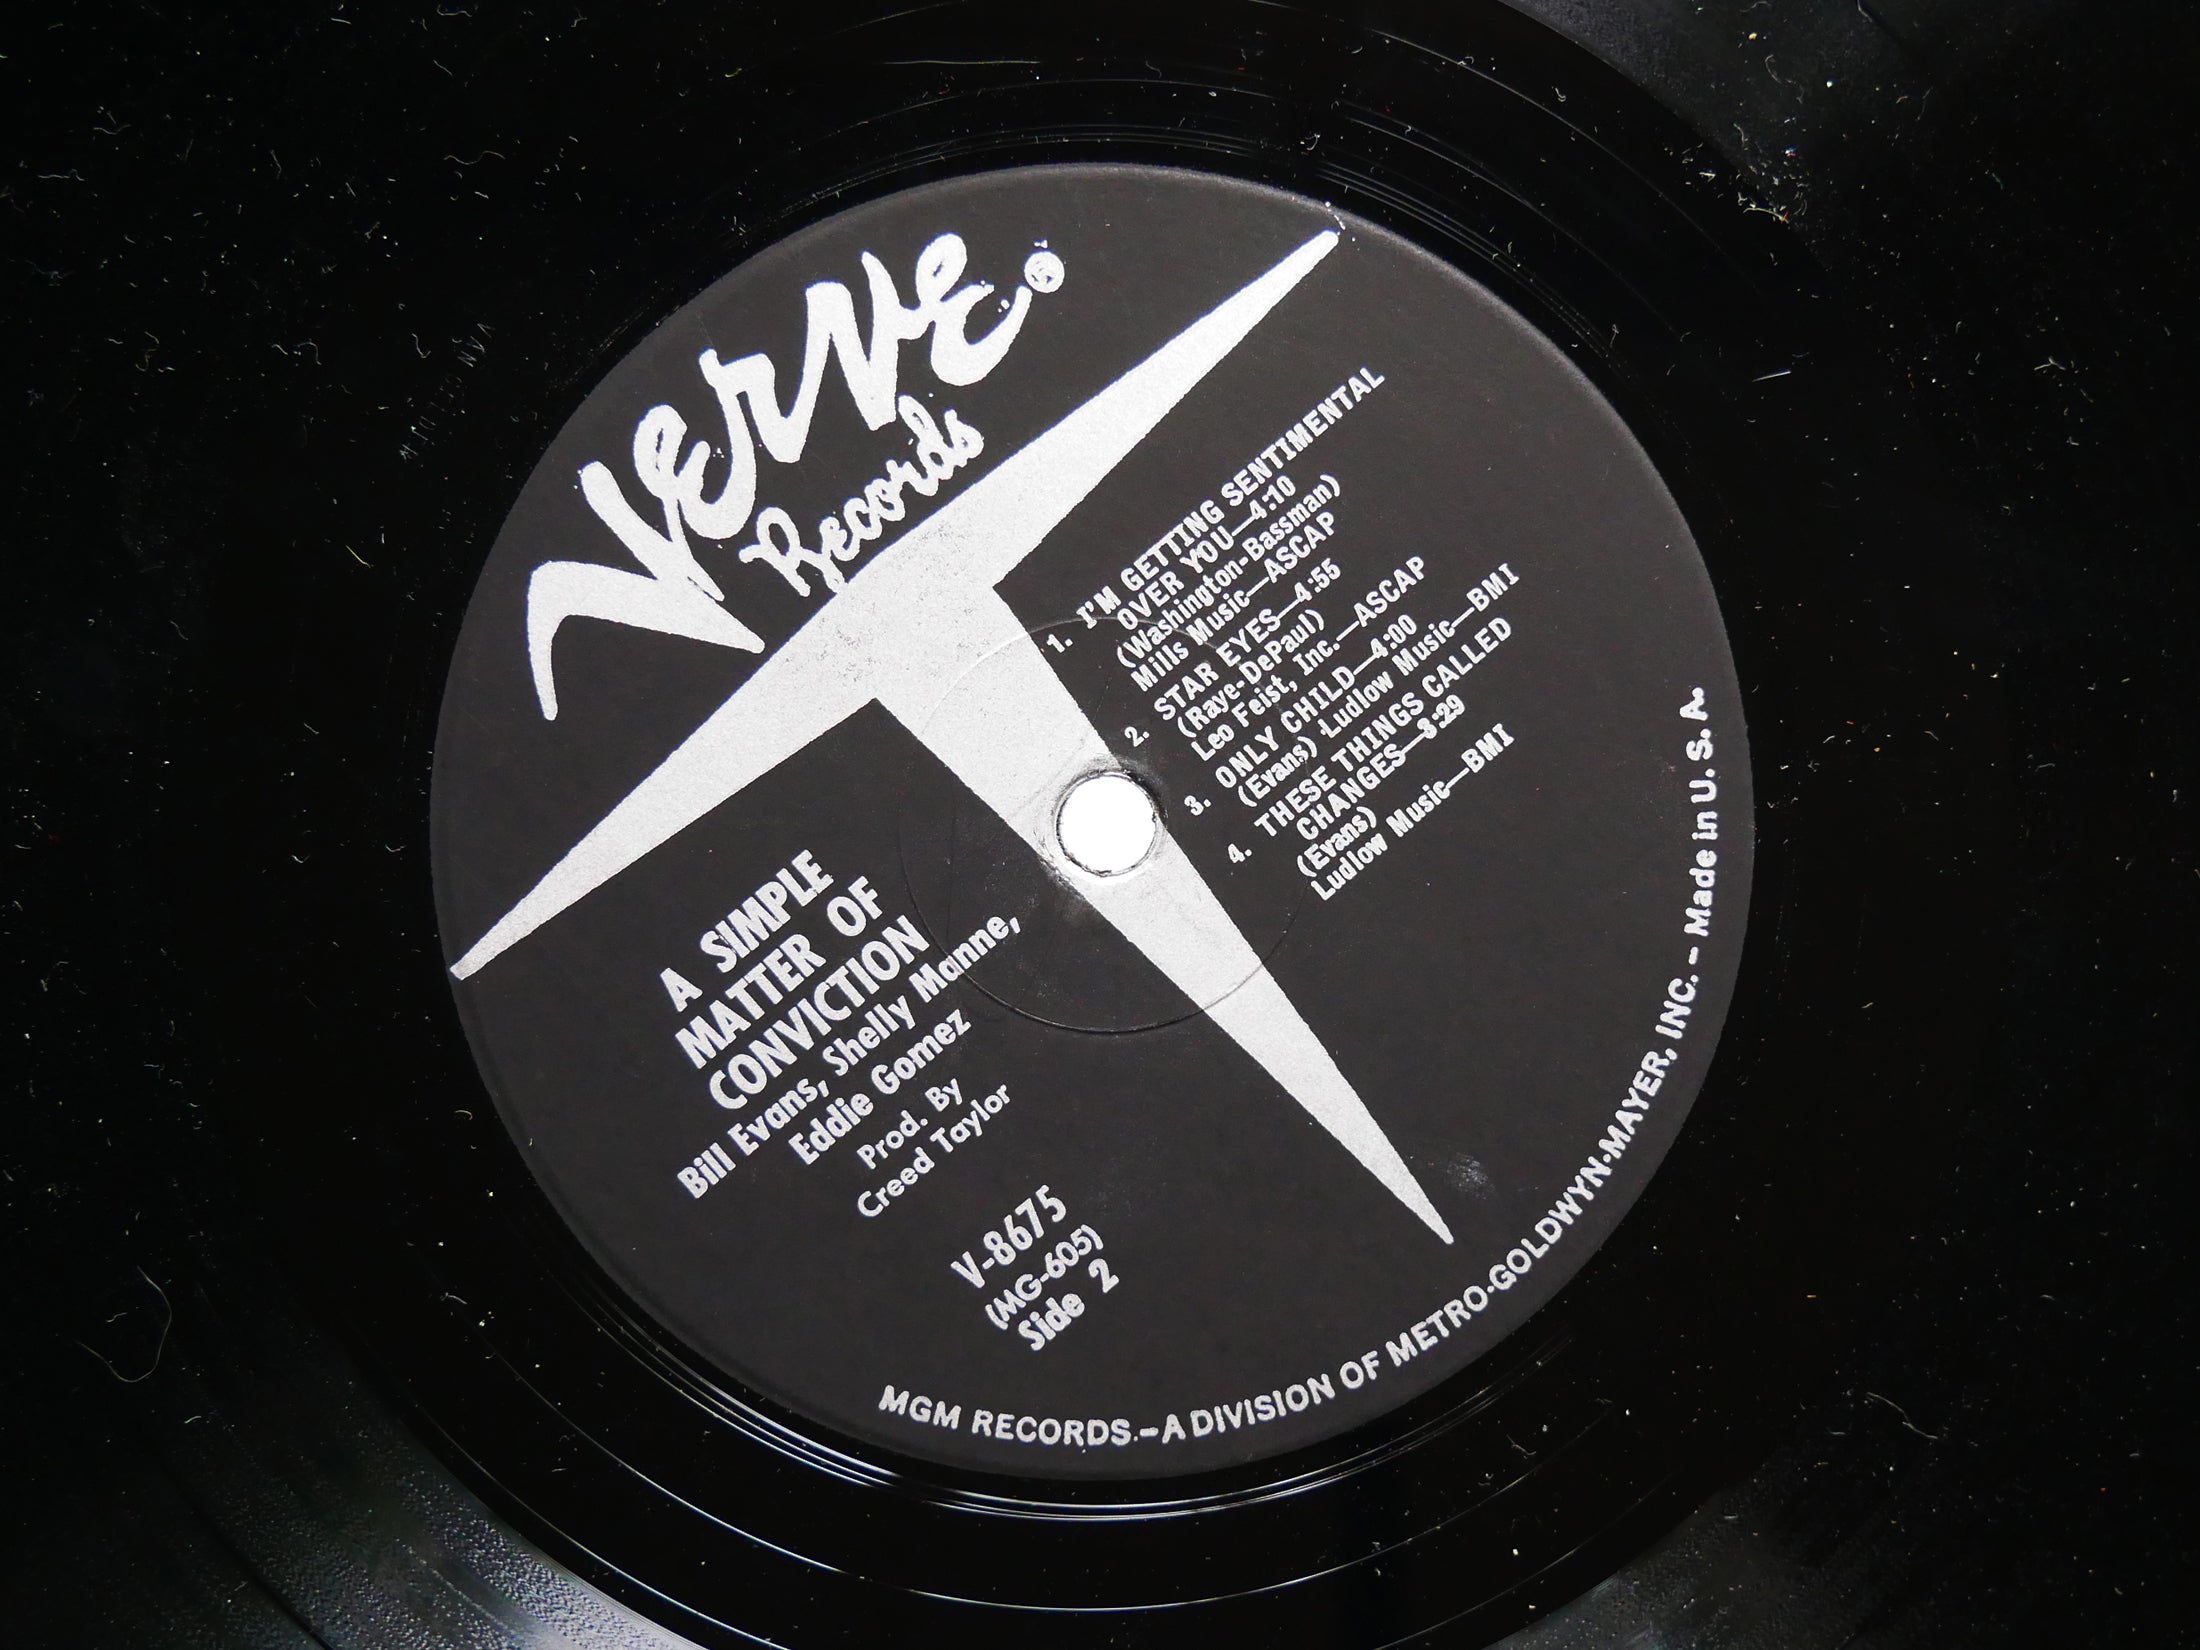 Verve®
Records
1. I'M GETTING SENTIMENTAL
OVER YOU—4:10
(Washington-Bassman)
Mills Music—ASCAP
2. STAR EYES—4:55
(Raye-DePaul)
Leo Feist, Inc.—ASCAP
3. ONLY CHILD—4:00
(Evans) Ludlow Music—BMI
4. THESE THINGS CALLED
CHANGES—3:29
(Evans)
Ludlow Music—BMI
A SIMPLE
MATTER OF
CONVICTION
Bill Evans, Shelly Manne,
Eddie Gomez
Prod. By
Creed Taylor
V-8675
(MG-605)
Side 2
MGM RECORDS.–A DIVISION OF METRO-GOLDWYN-MAYER, INC. – Made in U. S. A.